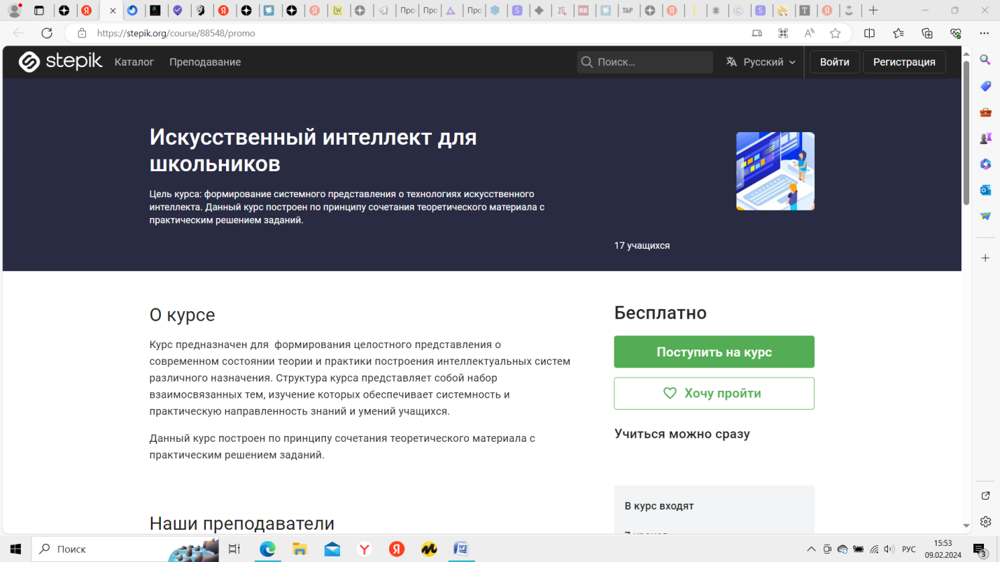 Про
Про
Про
УС
RB
T&P
https://stepik.org/course/88548/promo
stepik
Каталог
Преподавание
Поиск...
Русский
Войти
Регистрация
Искусственный интеллект для
школьников
Цель курса: формирование системного представления о технологиях искусственного
интеллекта. Данный курс построен по принципу сочетания теоретического материала с
практическим решением заданий.
17 учащихся
О курсе
Курс предназначен для формирования целостного представления о
современном состоянии теории и практики построения интеллектуальных систем
различного назначения. Структура курса представляет собой набор
взаимосвязанных тем, изучение которых обеспечивает системность и
практическую направленность знаний и умений учащихся.
Данный курс построен по принципу сочетания теоретического материала с
практическим решением заданий.
Наши преподаватели
Бесплатно
Поступить на курс
Хочу пройти
Учиться можно сразу
В курс входят
Поиск
РУС
15:53
09.02.2024
3